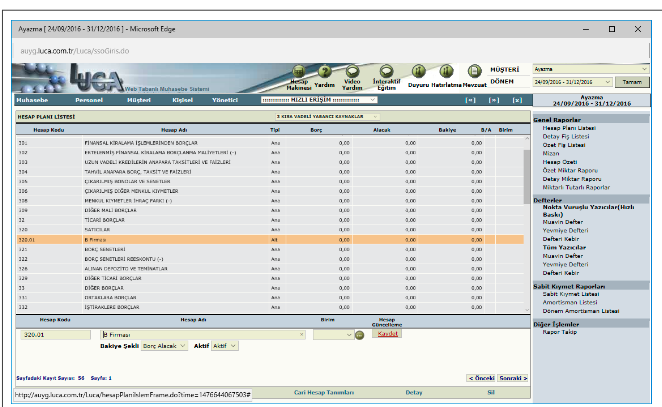 Ayazma [ 24/09/2016 - 31/12/2016 ] - Microsoft Edge
auyg.luca.com.tr/Luca/ssoGiris.do
LUCA Web Tabanlı Muhasebe Sistemi
Hesap Makinası Yardım Video Yardım İnteraktif Eğitim Duyuru Hatırlatma Mevzuat
MÜŞTERİ Ayazma
DÖNEM 24/09/2016 - 31/12/2016 Tamam
Muhasebe Personel Müşteri Kişisel Yönetici HIZLI ERİŞİM [x]
Ayazma
24/09/2016 - 31/12/2016
HESAP PLANI LİSTESİ 3 KISA VADELİ YABANCI KAYNAKLAR
Hesap Kodu Hesap Adı Tipi Borç Alacak Bakiye B/A Birim
301 FİNANSAL KİRALAMA İŞLEMLERİNDEN BORÇLAR Ana 0,00 0,00 0,00
302 ERTELENMİŞ FİNANSAL KİRALAMA BORÇLANMA MALİYETLERİ (-) Ana 0,00 0,00 0,00
303 UZUN VADELİ KREDİLERİN ANAPARA TAKSİTLERİ VE FAİZLERİ Ana 0,00 0,00 0,00
304 TAHVİL ANAPARA BORÇ, TAKSİT VE FAİZLERİ Ana 0,00 0,00 0,00
305 ÇIKARILMIŞ BONOLAR VE SENETLER Ana 0,00 0,00 0,00
306 ÇIKARILMIŞ DİĞER MENKUL KIYMETLER Ana 0,00 0,00 0,00
308 MENKUL KIYMETLER İHRAÇ FARKI (-) Ana 0,00 0,00 0,00
309 DİĞER MALİ BORÇLAR Ana 0,00 0,00 0,00
32 TİCARİ BORÇLAR Ana 0,00 0,00 0,00
320 SATICILAR Ana 0,00 0,00 0,00
320.01 B Firması Alt 0,00 0,00 0,00
321 BORÇ SENETLERİ Ana 0,00 0,00 0,00
322 BORÇ SENETLERİ REESKONTU (-) Ana 0,00 0,00 0,00
326 ALINAN DEPOZİTO VE TEMİNATLAR Ana 0,00 0,00 0,00
329 DİĞER TİCARİ BORÇLAR Ana 0,00 0,00 0,00
33 DİĞER BORÇLAR Ana 0,00 0,00 0,00
331 ORTAKLARA BORÇLAR Ana 0,00 0,00 0,00
332 İŞTİRAKLERE BORÇLAR Ana 0,00 0,00 0,00
Hesap Kodu Hesap Adı Birim Hesap Güncelleme
320.01 B Firması Kaydet
Bakiye Şekli Borç Alacak Aktif Aktif
Sayfadaki Kayıt Sayısı: 56 Sayfa: 1 < Önceki Sonraki >
http://auyg.luca.com.tr/Luca/hesapPlaniIslemFrame.do?time=1476644067503# Cari Hesap Tanımları Detay Sil
Genel Raporlar
Hesap Planı Listesi
Detay Fiş Listesi
Özet Fiş Listesi
Mizan
Hesap Özeti
Özet Miktar Raporu
Detay Miktar Raporu
Miktarlı Tutarlı Raporlar
Defterler
Nokta Vuruşlu Yazıcılar(Hızlı Baskı)
Muavin Defter
Yevmiye Defteri
Defteri Kebir
Tüm Yazıcılar
Muavin Defter
Yevmiye Defteri
Defteri Kebir
Sabit Kıymet Raporları
Sabit Kıymet Listesi
Amortisman Listesi
Dönem Amortisman Listesi
Diğer İşlemler
Rapor Takip